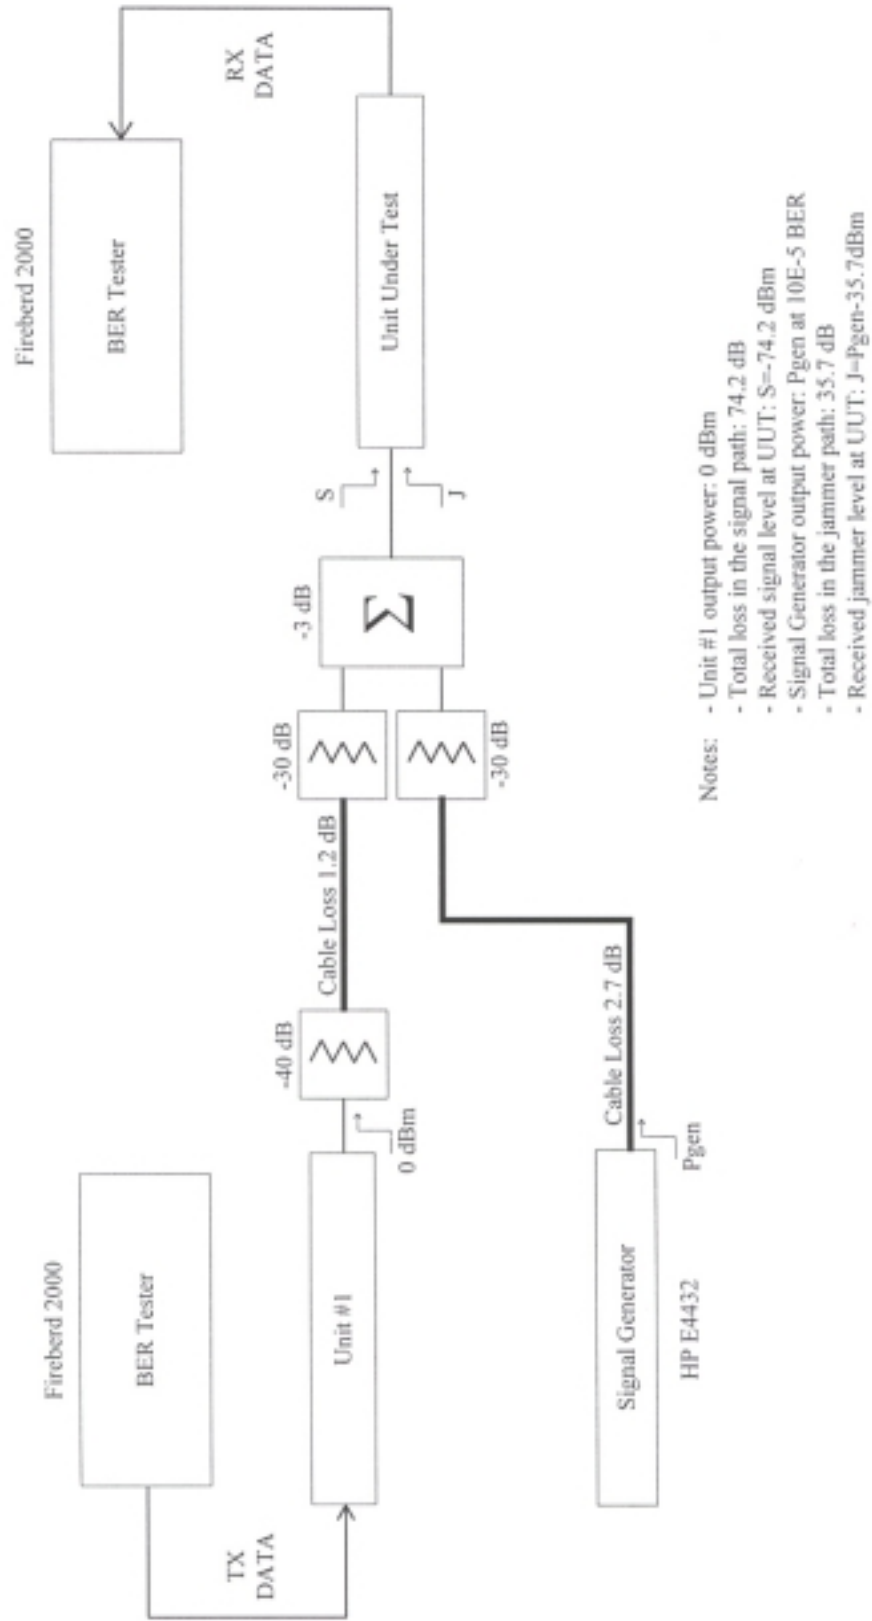 Fireberd 2000
BER Tester
TX
DATA
Unit #1
0 dBm
-40 dB
Cable Loss 1.2 dB
-30 dB
-3 dB
Σ
S
J
Unit Under Test
RX
DATA
Fireberd 2000
BER Tester
-30 dB
Cable Loss 2.7 dB
Pgen
Signal Generator
HP E4432
Notes:
- Unit #1 output power: 0 dBm
- Total loss in the signal path: 74.2 dB
- Received signal level at UUT: S=-74.2 dBm
- Signal Generator output power: Pgen at 10E-5 BER
- Total loss in the jammer path: 35.7 dB
- Received jammer level at UUT: J=Pgen-35.7dBm